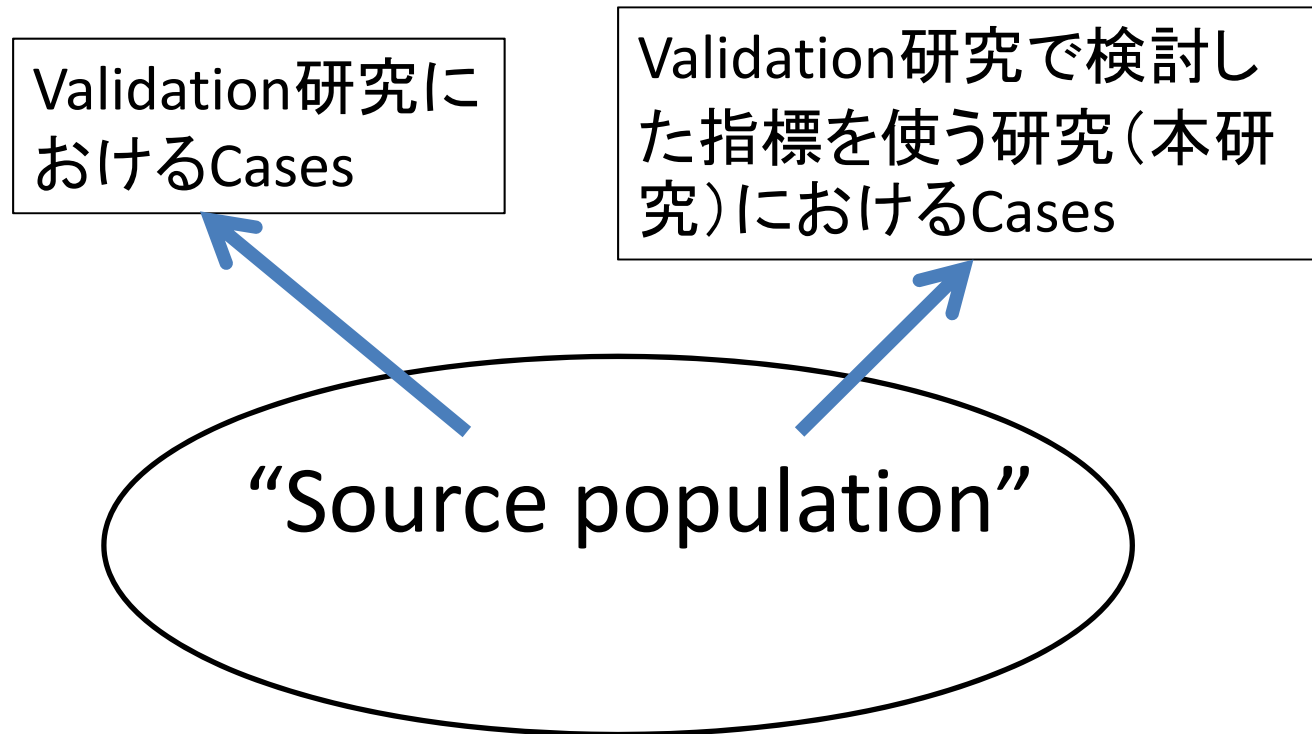 Validation研究に
おけるCases
Validation研究で検討し
た指標を使う研究（本研
究）におけるCases
“Source population”